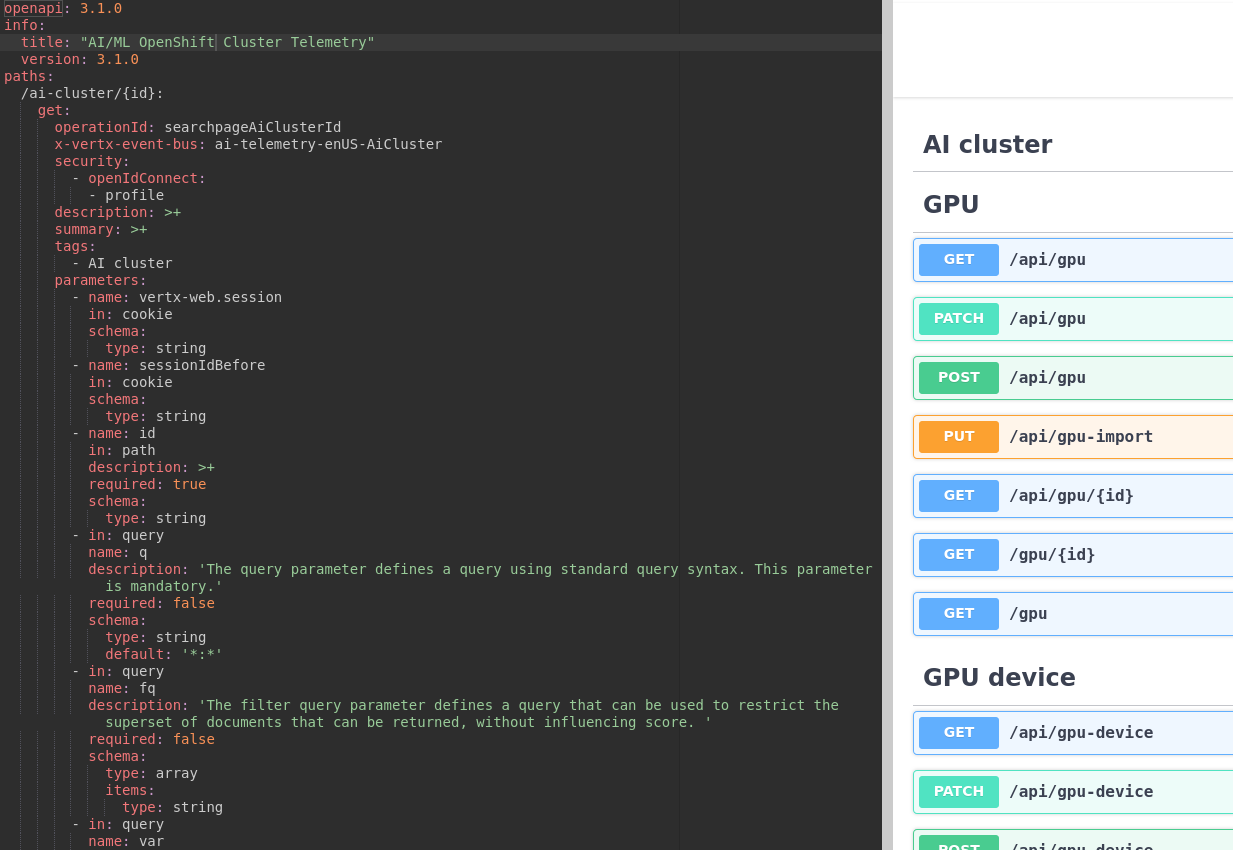 openapi: 3.1.0
info:
  title: "AI/ML OpenShift Cluster Telemetry"
  version: 3.1.0
paths:
  /ai-cluster/{id}:
    get:
      operationId: searchpageAiClusterId
      x-vertx-event-bus: ai-telemetry-enUS-AiCluster
      security:
        - openIdConnect:
          - profile
      description: >+
      summary: >+
      tags:
        - AI cluster
      parameters:
        - name: vertx-web.session
          in: cookie
          schema:
            type: string
        - name: sessionIdBefore
          in: cookie
          schema:
            type: string
        - name: id
          in: path
          description: >+
          required: true
          schema:
            type: string
        - in: query
          name: q
          description: 'The query parameter defines a query using standard query syntax. This parameter
            is mandatory.'
          required: false
          schema:
            type: string
            default: '*:*'
        - in: query
          name: fq
          description: 'The filter query parameter defines a query that can be used to restrict the
            superset of documents that can be returned, without influencing score. '
          required: false
          schema:
            type: array
            items:
              type: string
        - in: query
          name: var
AI cluster
GPU
GET /api/gpu
PATCH /api/gpu
POST /api/gpu
PUT /api/gpu-import
GET /api/gpu/{id}
GET /gpu/{id}
GET /gpu
GPU device
GET /api/gpu-device
PATCH /api/gpu-device
POST /api/gpu-device